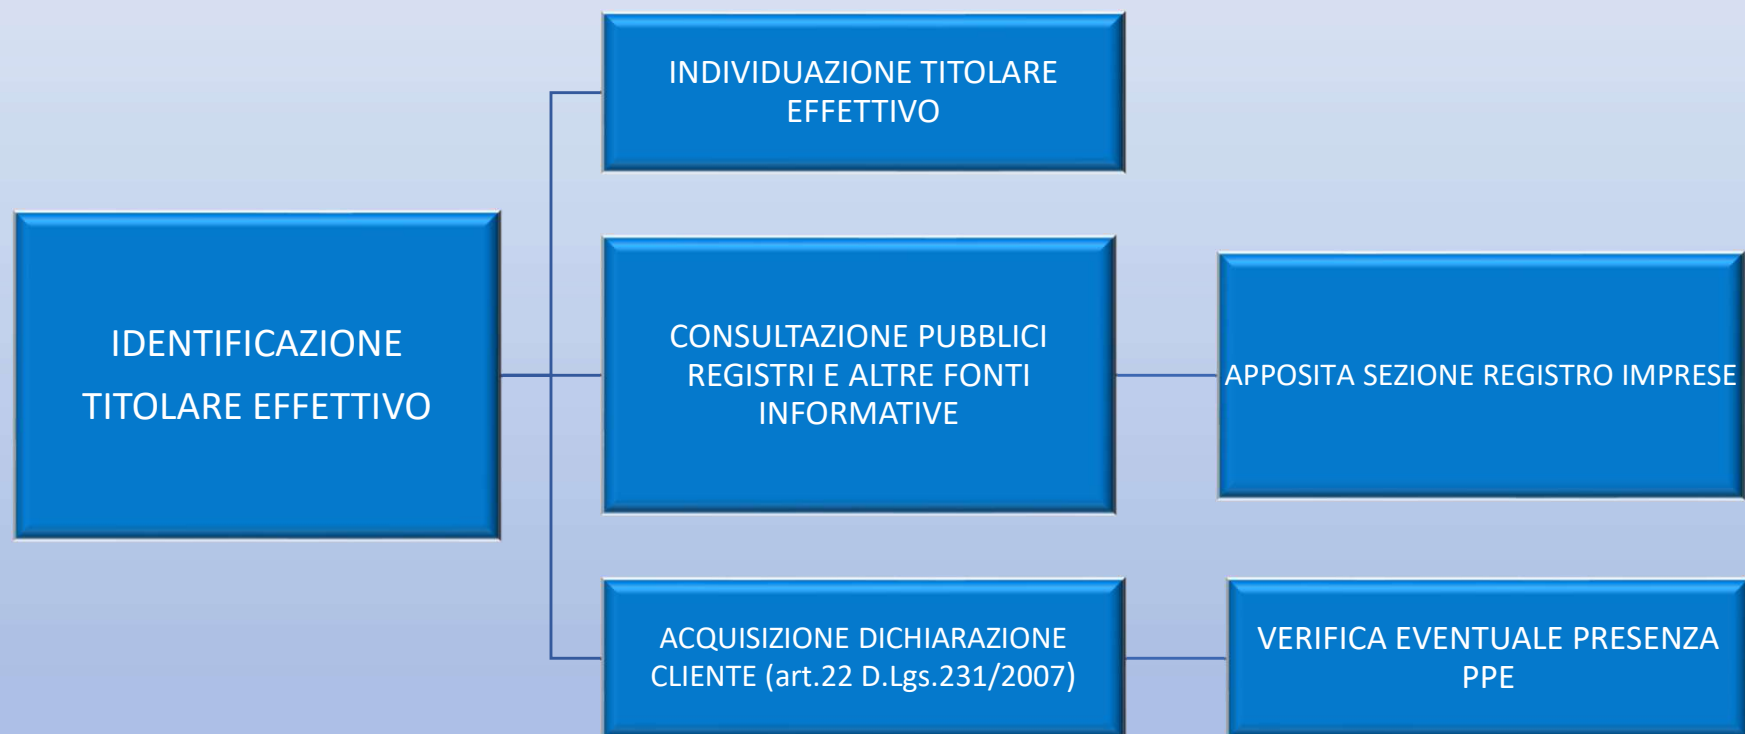 IDENTIFICAZIONE
TITOLARE EFFETTIVO
INDIVIDUAZIONE TITOLARE
EFFETTIVO
CONSULTAZIONE PUBBLICI
REGISTRI E ALTRE FONTI
INFORMATIVE
APPOSITA SEZIONE REGISTRO IMPRESE
ACQUISIZIONE DICHIARAZIONE
CLIENTE (art.22 D.Lgs.231/2007)
VERIFICA EVENTUALE PRESENZA
PPE